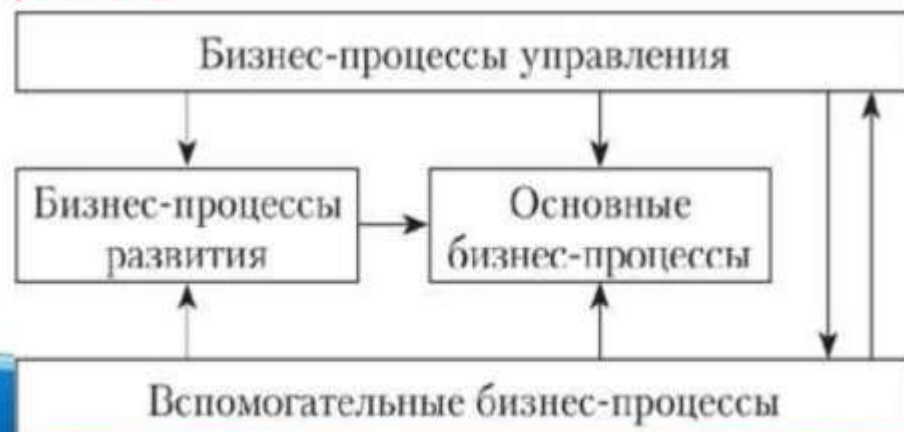 Бизнес-процессы управления
Бизнес-процессы
развития
Основные
бизнес-процессы
Вспомогательные бизнес-процессы